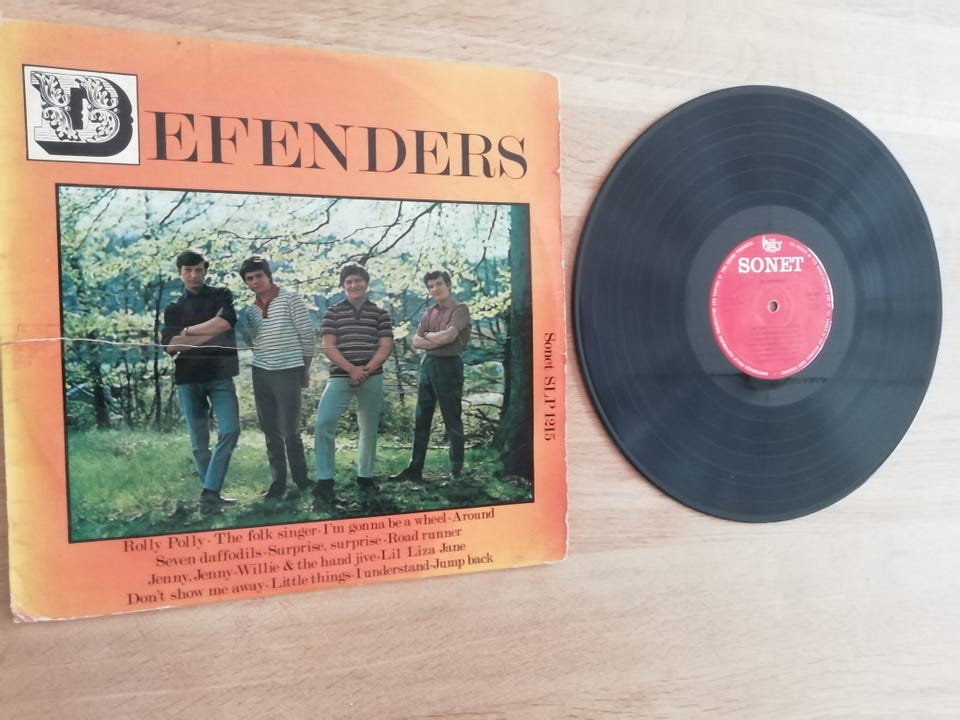 DEFENDERS
Sonet SLP 1215
Rolly Polly-The folk singer-I'm gonna be a wheel-Around
Seven daffodils-Surprise, surprise-Road runner
Jenny, Jenny-Willie & the hand jive-Lil Liza Jane
Don't show me away-Little things-I understand-Jump back
SONET